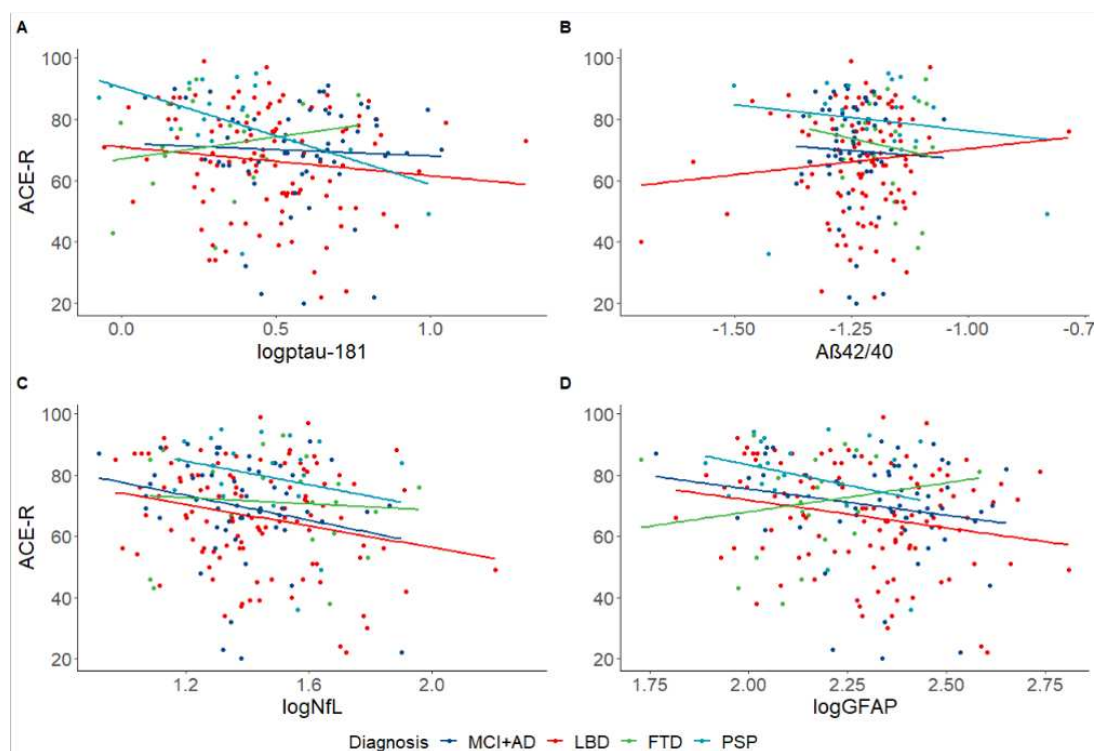 A
ACE-R
100
80
60
40
20
0.0 0.5 1.0
logptau-181
B
100
80
60
40
20
-1.50 -1.25 -1.00 -0.7
Aß42/40
C
ACE-R
100
80
60
40
20
1.2 1.6 2.0
logNfL
D
100
80
60
40
20
1.75 2.00 2.25 2.50 2.75
logGFAP
Diagnosis MCI+AD LBD FTD PSP